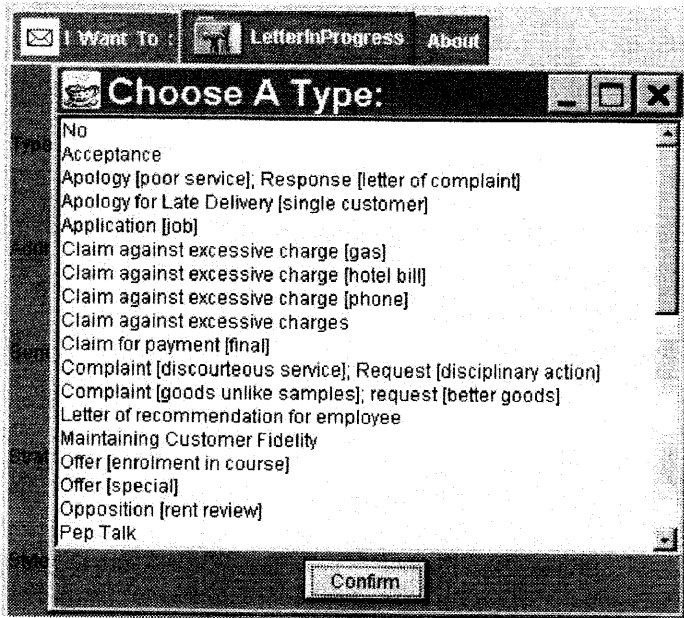 I Want To :
LetterInProgress
About
Choose A Type:
No
Acceptance
Apology [poor service]; Response [letter of complaint]
Apology for Late Delivery [single customer]
Application [job]
Claim against excessive charge [gas]
Claim against excessive charge [hotel bill]
Claim against excessive charge [phone]
Claim against excessive charges
Claim for payment [final]
Complaint [discourteous service]; Request [disciplinary action]
Complaint [goods unlike samples]; request [better goods]
Letter of recommendation for employee
Maintaining Customer Fidelity
Offer [enrolment in course]
Offer [special]
Opposition [rent review]
Pep Talk
Confirm